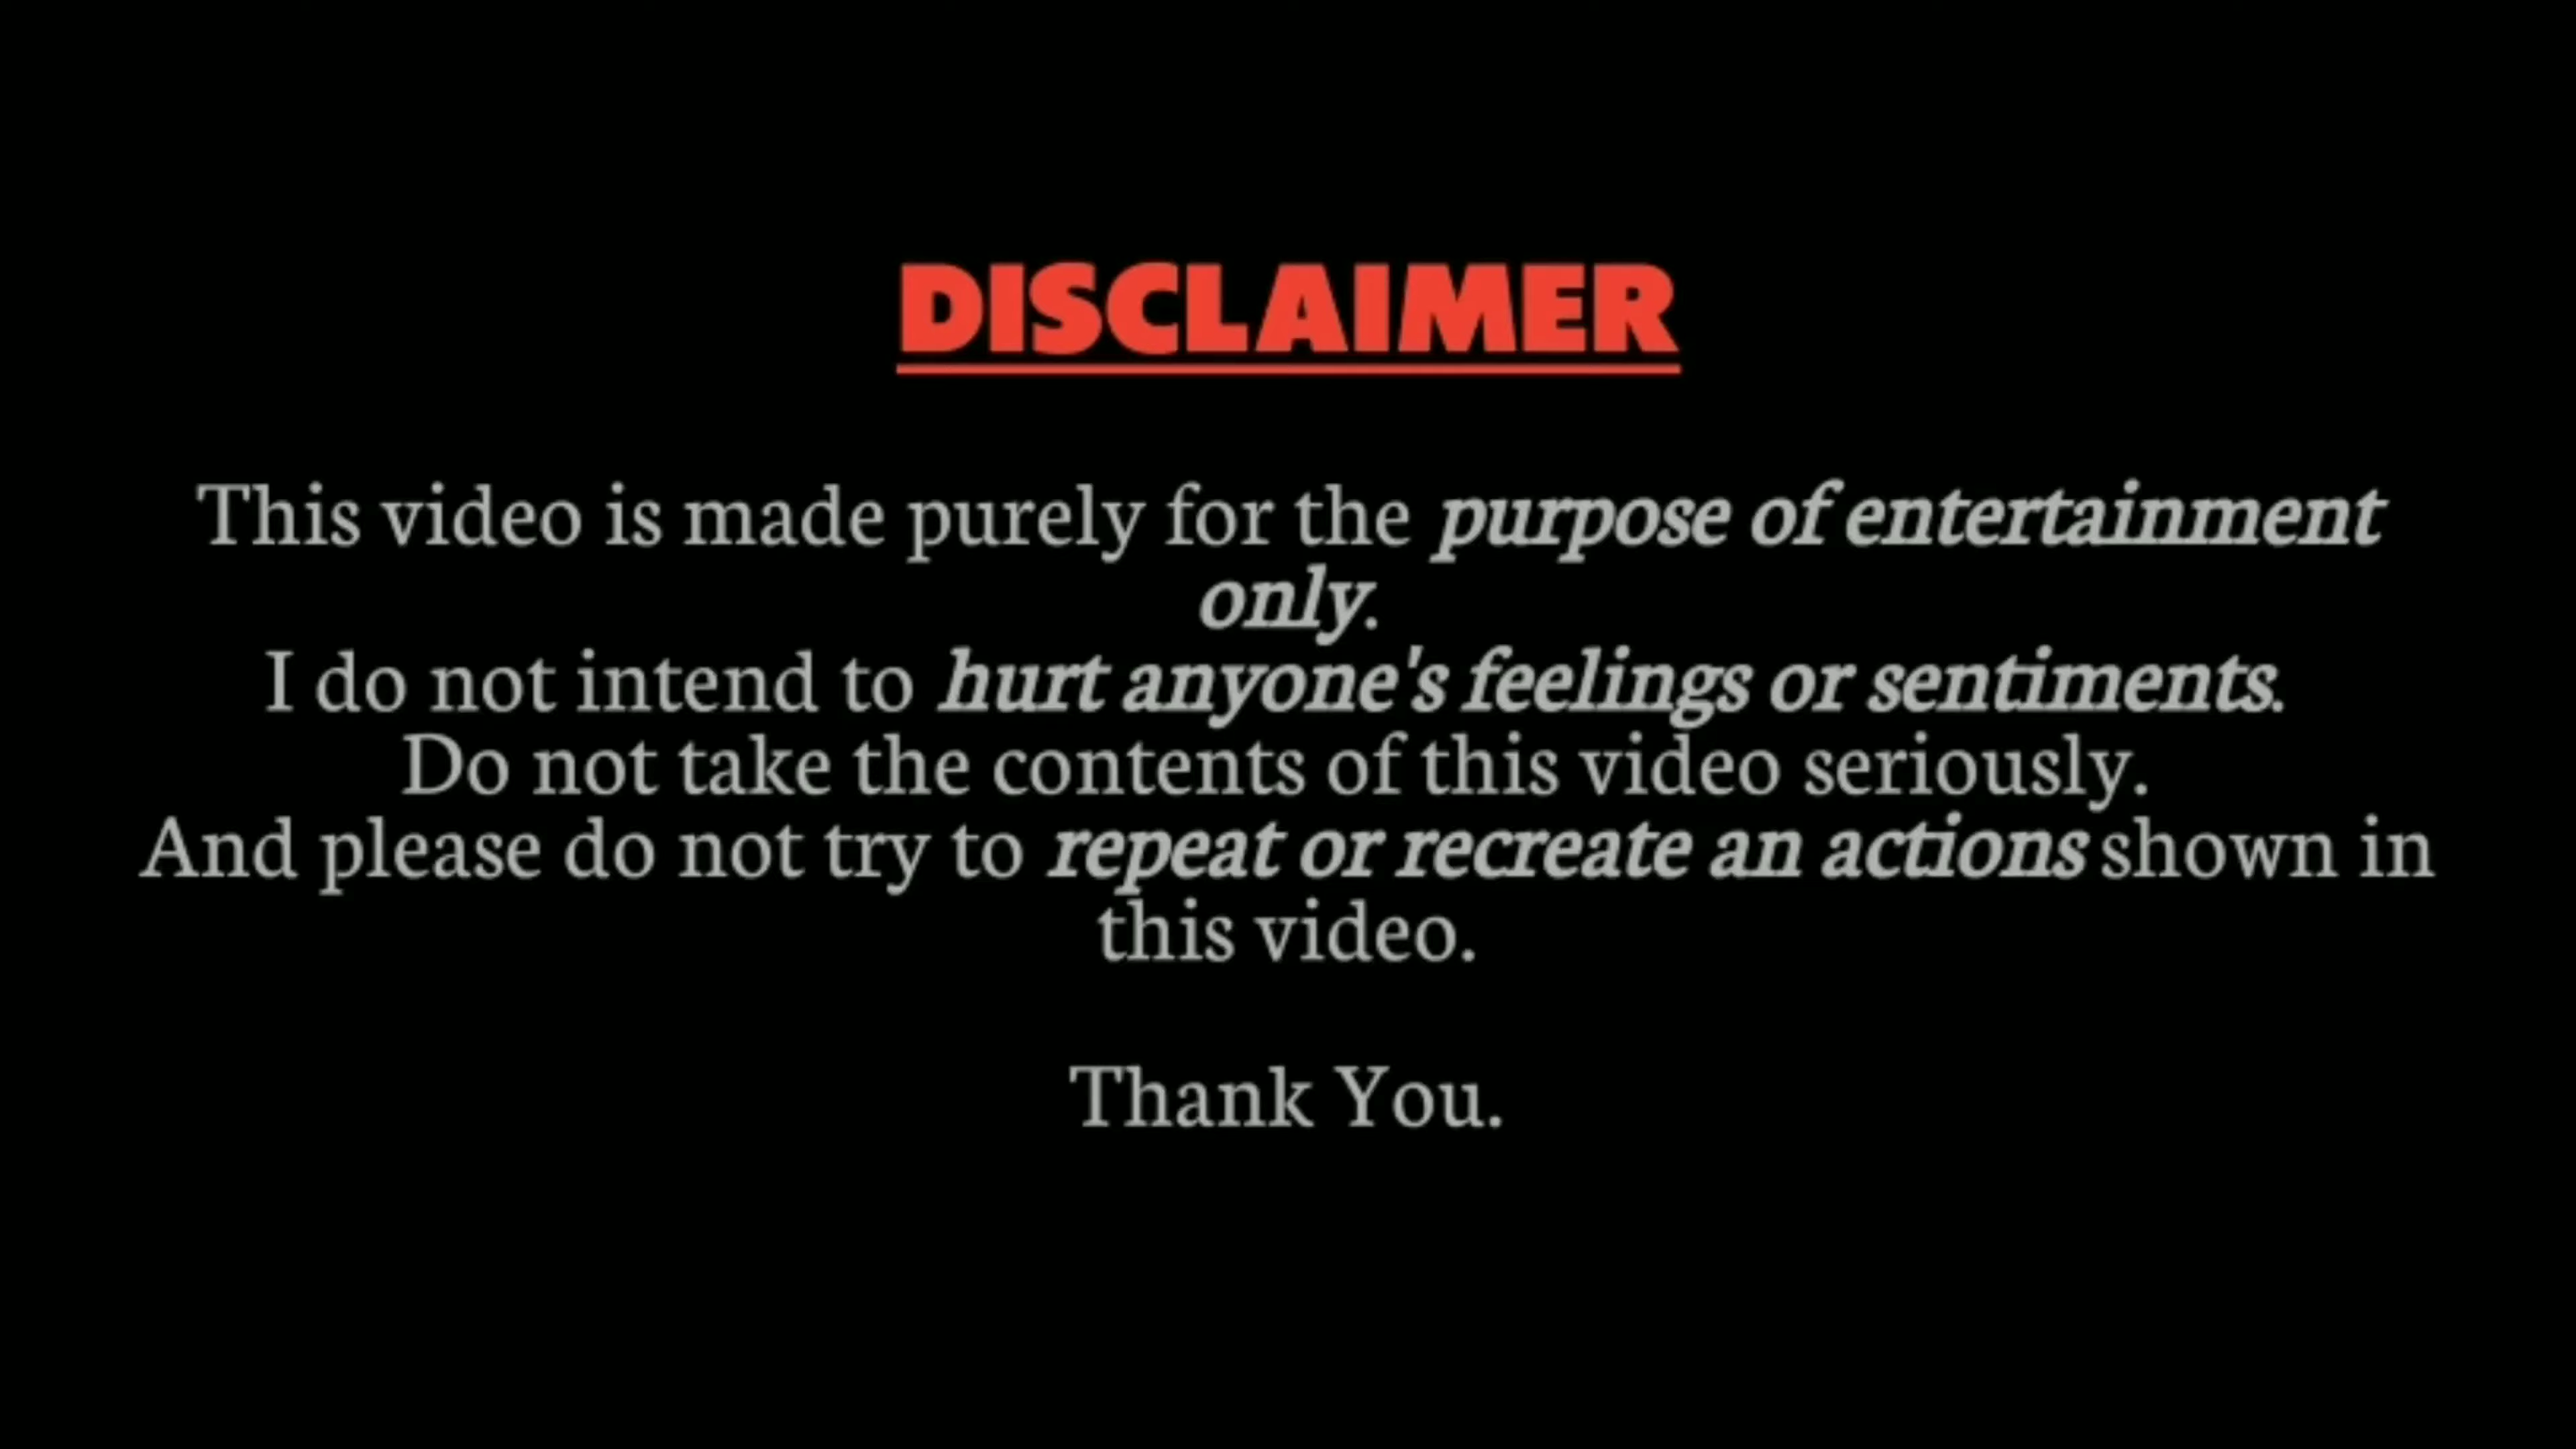 DISCLAIMER
This video is made purely for the purpose of entertainment
only.
I do not intend to hurt anyone's feelings or sentiments.
Do not take the contents of this video seriously.
And please do not try to repeat or recreate an actions shown in
this video.
Thank You.